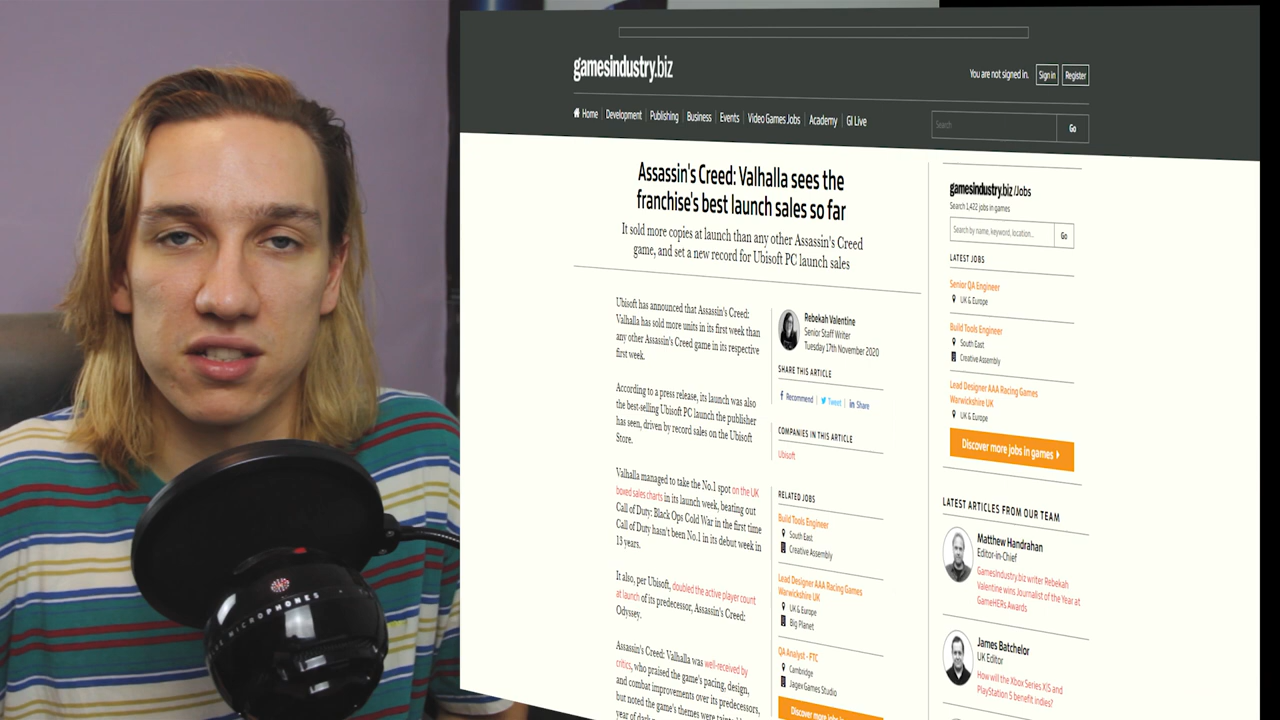 gamesindustry.biz
You are not signed in. Sign in Register
Home Development Publishing Business Events Video Games Jobs Academy GI Live
Search Go
Assassin's Creed: Valhalla sees the
franchise's best launch sales so far
It sold more copies at launch than any other Assassin's Creed
game, and set a new record for Ubisoft PC launch sales
Ubisoft has announced that Assassin's Creed:
Valhalla has sold more units in its first week than
any other Assassin's Creed game in its respective
first week.
According to a press release, its launch was also
the best-selling Ubisoft PC launch the publisher
has seen, driven by record sales on the Ubisoft
Store.
Valhalla managed to take the No.1 spot on the UK
boxed sales charts in its launch week, beating out
Call of Duty: Black Ops Cold War in the first time
Call of Duty hasn't been No.1 in its debut week in
13 years.
It also, per Ubisoft, doubled the active player count
at launch of its predecessor, Assassin's Creed:
Odyssey.
Assassin's Creed: Valhalla was well-received by
critics, who praised the game's pacing, design,
and combat improvements over its predecessors,
but noted the game's themes were
year of
Rebekah Valentine
Senior Staff Writer
Tuesday 17th November 2020
SHARE THIS ARTICLE
Recommend Tweet Share
COMPANIES IN THIS ARTICLE
Ubisoft
RELATED JOBS
Build Tools Engineer
South East
Creative Assembly
Lead Designer AAA Racing Games
Warwickshire UK
UK & Europe
Big Planet
QA Analyst - FTC
Cambridge
Jagex Games Studio
Discover more jobs in
gamesindustry.biz /Jobs
Search 1,422 jobs in games
Search by name, keyword, location... Go
LATEST JOBS
Senior QA Engineer
UK & Europe
Build Tools Engineer
South East
Creative Assembly
Lead Designer AAA Racing Games
Warwickshire UK
UK & Europe
Discover more jobs in games
LATEST ARTICLES FROM OUR TEAM
Matthew Handrahan
Editor-in-Chief
GamesIndustry.biz writer Rebekah
Valentine wins Journalist of the Year at
GameHERs Awards
James Batchelor
UK Editor
How will the Xbox Series X|S and
PlayStation 5 benefit indies?
MICROPHONES